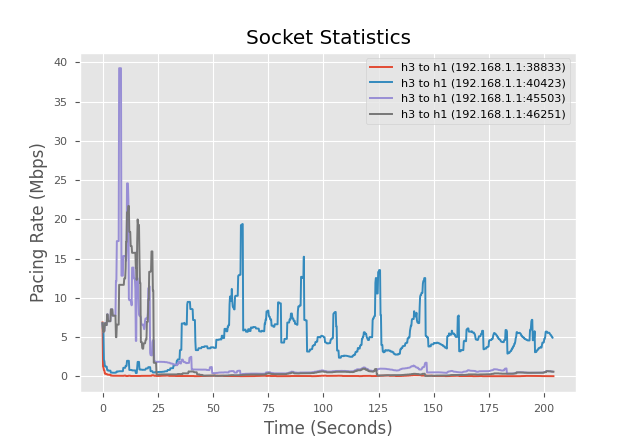 Socket Statistics
h3 to h1 (192.168.1.1:38833)
h3 to h1 (192.168.1.1:40423)
h3 to h1 (192.168.1.1:45503)
h3 to h1 (192.168.1.1:46251)
Pacing Rate (Mbps)
40
35
30
25
20
15
10
5
0
0 25 50 75 100 125 150 175 200
Time (Seconds)